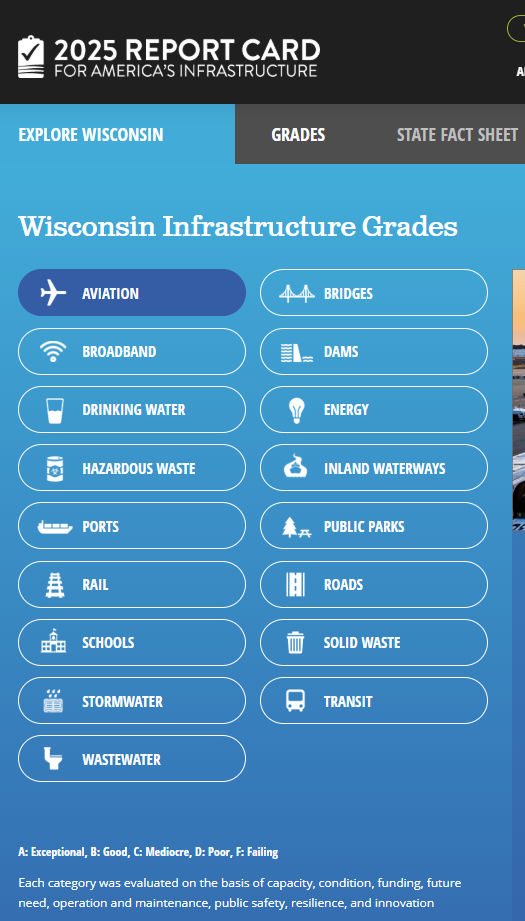 2025 REPORT CARD
FOR AMERICA'S INFRASTRUCTURE
EXPLORE WISCONSIN
GRADES
STATE FACT SHEET
Wisconsin Infrastructure Grades
AVIATION
BRIDGES
BROADBAND
DAMS
DRINKING WATER
ENERGY
HAZARDOUS WASTE
INLAND WATERWAYS
PORTS
PUBLIC PARKS
RAIL
ROADS
SCHOOLS
SOLID WASTE
STORMWATER
TRANSIT
WASTEWATER
A: Exceptional, B: Good, C: Mediocre, D: Poor, F: Failing
Each category was evaluated on the basis of capacity, condition, funding, future
need, operation and maintenance, public safety, resilience, and innovation